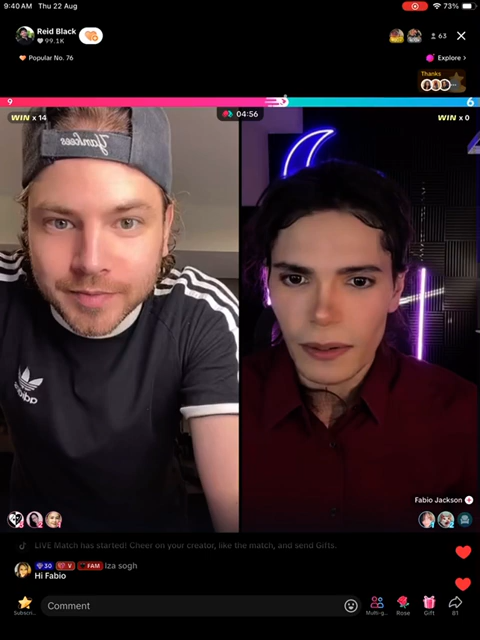 9:40 AM Thu 22 Aug
73%
Reid Black
99.1K
63
Popular No. 76
Explore >
Thanks
9
6
WIN x 14
04:56
WIN x 0
Yankees
adidas
Fabio Jackson
LIVE Match has started! Cheer on your creator, like the match, and send Gifts.
30 V FAM Iza sogh
Hi Fabio
Comment
Subscri...
Multi-g...
Rose
Gift
81